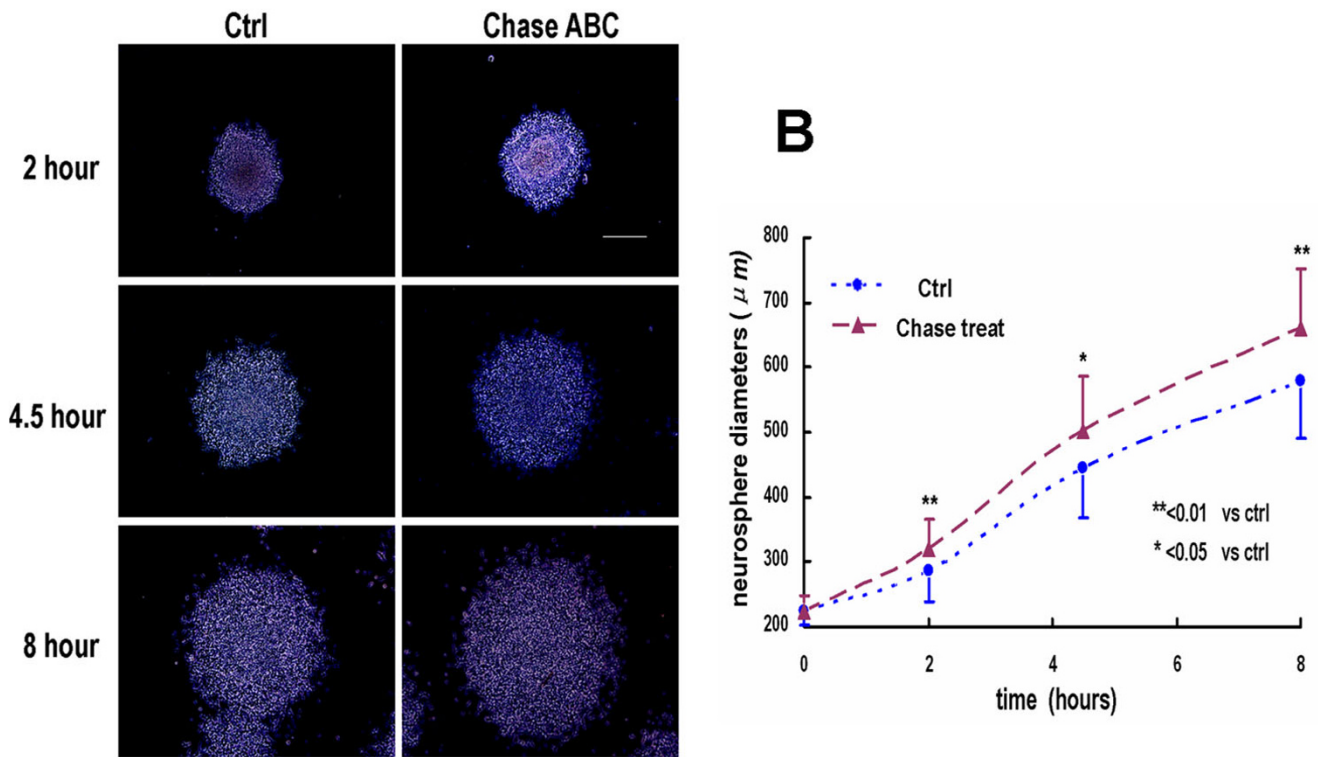 Ctrl
Chase ABC
2 hour
4.5 hour
8 hour
B
neurosphere diameters ( μ m)
800
700
600
500
400
300
200
0
2
4
6
8
time (hours)
Ctrl
Chase treat
**
*
**
**<0.01 vs ctrl
*<0.05 vs ctrl